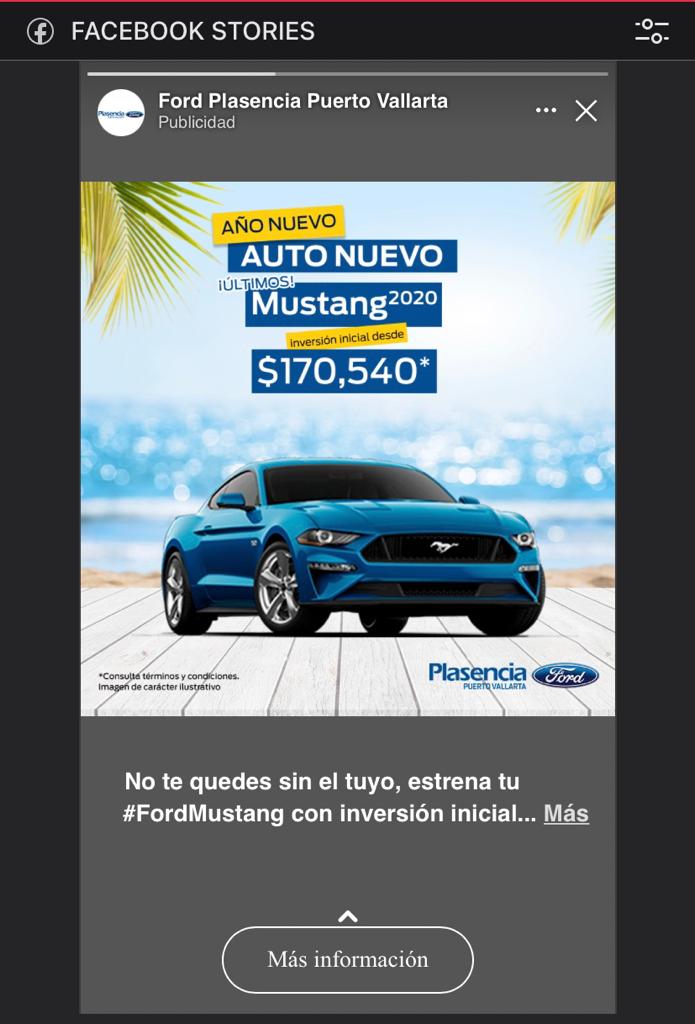 FACEBOOK STORIES
Ford Plasencia Puerto Vallarta
Publicidad
AÑO NUEVO
AUTO NUEVO
¡ÚLTIMOS!
Mustang2020
inversión inicial desde
$170,540*
*Consulta términos y condiciones.
Imagen de carácter ilustrativo
Plasencia Ford
PUERTO VALLARTA
No te quedes sin el tuyo, estrena tu
#FordMustang con inversión inicial... Más
Más información